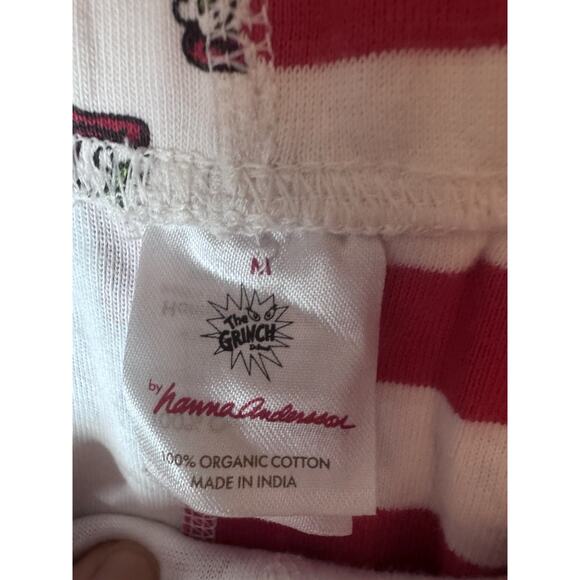 M
The
GRINCH
by hanna andersson
100% ORGANIC COTTON
MADE IN INDIA